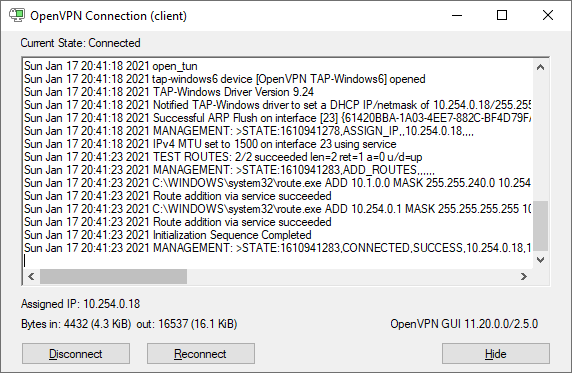 OpenVPN Connection (client)
Current State: Connected
Sun Jan 17 20:41:18 2021 open_tun
Sun Jan 17 20:41:18 2021 tap-windows6 device [OpenVPN TAP-Windows6] opened
Sun Jan 17 20:41:18 2021 TAP-Windows Driver Version 9.24
Sun Jan 17 20:41:18 2021 Notified TAP-Windows driver to set a DHCP IP/netmask of 10.254.0.18/255.255
Sun Jan 17 20:41:18 2021 Successful ARP Flush on interface [23] {61420BBA-1A03-4EE7-882C-BF4D79FA
Sun Jan 17 20:41:18 2021 MANAGEMENT: >STATE:1610941278,ASSIGN_IP,,10.254.0.18,,,,
Sun Jan 17 20:41:18 2021 IPv4 MTU set to 1500 on interface 23 using service
Sun Jan 17 20:41:23 2021 TEST ROUTES: 2/2 succeeded len=2 ret=1 a=0 u/d=up
Sun Jan 17 20:41:23 2021 MANAGEMENT: >STATE:1610941283,ADD_ROUTES,,,,,,
Sun Jan 17 20:41:23 2021 C:\WINDOWS\system32\route.exe ADD 10.1.0.0 MASK 255.255.240.0 10.254
Sun Jan 17 20:41:23 2021 Route addition via service succeeded
Sun Jan 17 20:41:23 2021 C:\WINDOWS\system32\route.exe ADD 10.254.0.1 MASK 255.255.255.255 10
Sun Jan 17 20:41:23 2021 Route addition via service succeeded
Sun Jan 17 20:41:23 2021 Initialization Sequence Completed
Sun Jan 17 20:41:23 2021 MANAGEMENT: >STATE:1610941283,CONNECTED,SUCCESS,10.254.0.18,1
Assigned IP: 10.254.0.18
Bytes in: 4432 (4.3 KiB) out: 16537 (16.1 KiB)
OpenVPN GUI 11.20.0.0/2.5.0
Disconnect
Reconnect
Hide